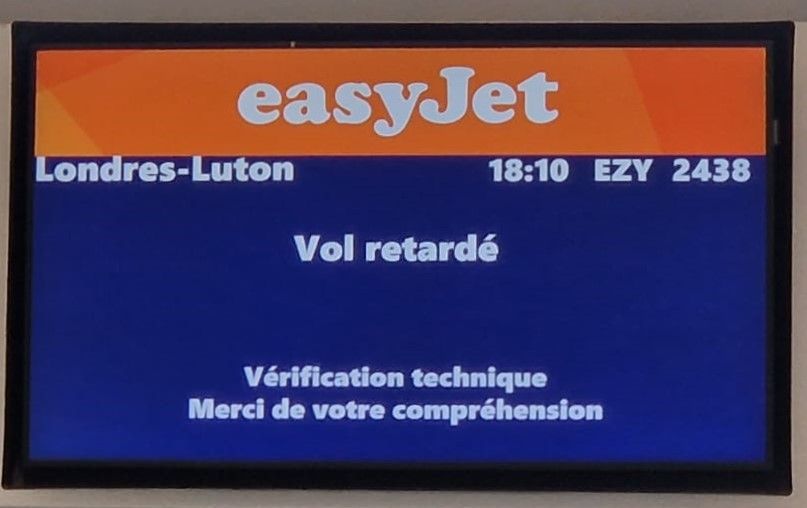 easyJet
Londres-Luton 18:10 EZY 2438
Vol retardé
Vérification technique
Merci de votre compréhension